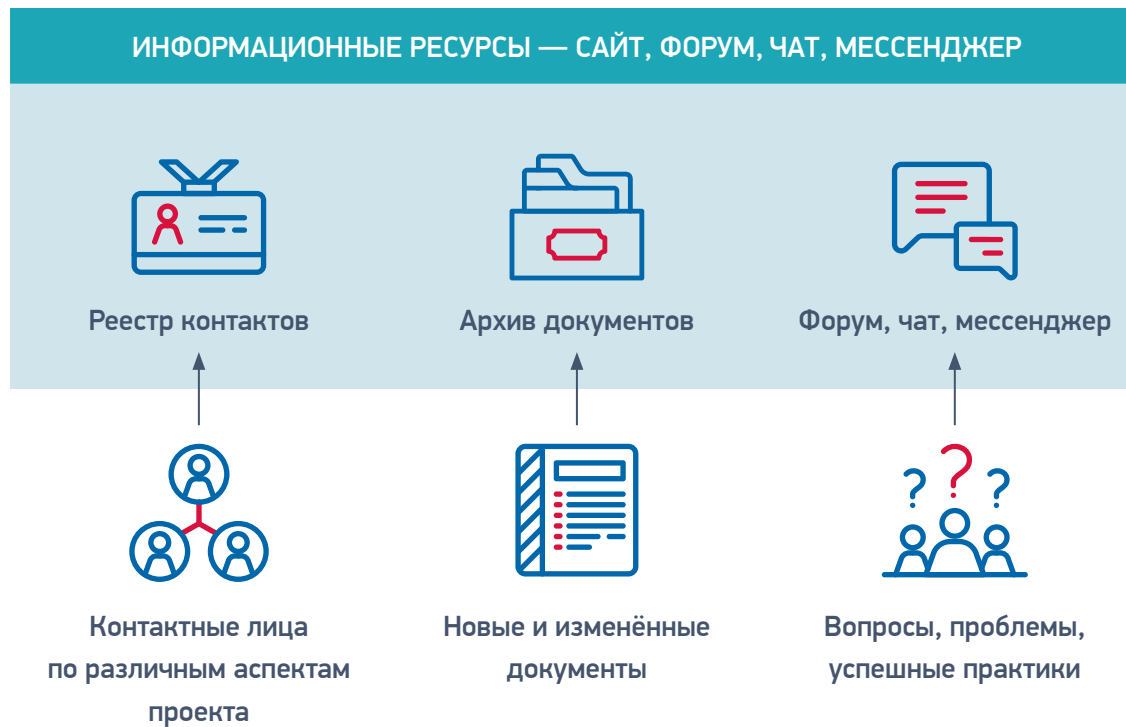 ИНФОРМАЦИОННЫЕ РЕСУРСЫ — САЙТ, ФОРУМ, ЧАТ, МЕССЕНДЖЕР
Реестр контактов
Архив документов
Форум, чат, мессенджер
Контактные лица
по различным аспектам
проекта
Новые и изменённые
документы
Вопросы, проблемы,
успешные практики